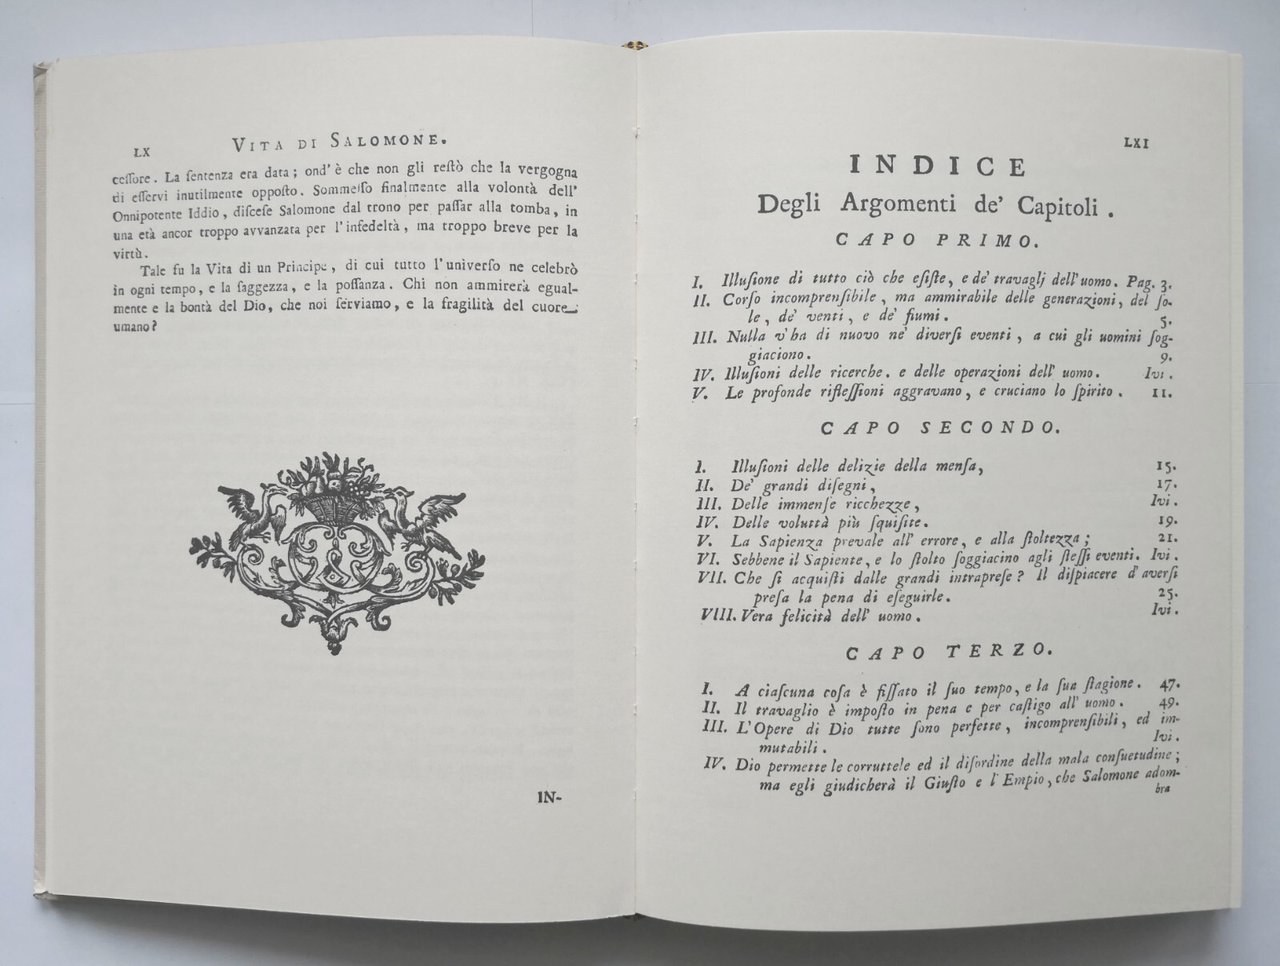 LX VITA DI SALOMONE.
ceſſore. La ſentenza era data; ond'è che non gli reſtò che la vergogna
di eſſervi inutilmente oppoſto. Sommeſſo finalmente alla volontà dell'
Onnipotente Iddio, diſceſe Salomone dal trono per paſſar alla tomba, in
una età ancor troppo avvanzata per l'infedeltà, ma troppo breve per la
virtù.
Tale fu la Vita di un Principe, di cui tutto l'univerſo ne celebrò
in ogni tempo, e la ſaggezza, e la poſſanza. Chi non ammirerà egual-
mente e la bontà del Dio, che noi ſerviamo, e la fragilità del cuore
umano?
IN-
LXI
INDICE
Degli Argomenti de' Capitoli.
CAPO PRIMO.
I. Illuſione di tutto ciò che eſiſte, e de' travaglj dell'uomo. Pag. 3.
II. Corſo incomprenſibile, ma ammirabile delle generazioni, del ſo-
le, de' venti, e de' fiumi. 5.
III. Nulla v'ha di nuovo ne' diverſi eventi, a cui gli uomini ſog-
giaciono. 9.
IV. Illuſioni delle ricerche. e delle operazioni dell' uomo. Ivi.
V. Le profonde rifleſſioni aggravano, e cruciano lo ſpirito. 11.
CAPO SECONDO.
I. Illuſioni delle delizie della menſa, 15.
II. De' grandi diſegni, 17.
III. Delle immenſe ricchezze, Ivi.
IV. Delle voluttà più ſquiſite. 19.
V. La Sapienza prevale all' errore, e alla ſtoltezza; 21.
VI. Sebbene il Sapiente, e lo ſtolto ſoggiacino agli ſteſſi eventi. Ivi.
VII. Che ſi acquiſti dalle grandi intrapreſe? Il diſpiacere d'averſi
preſa la pena di eſeguirle. 25.
VIII. Vera felicità dell' uomo. Ivi.
CAPO TERZO.
I. A ciaſcuna coſa è fiſſato il ſuo tempo, e la ſua ſtagione. 47.
II. Il travaglio è impoſto in pena e per caſtigo all' uomo. 49.
III. L'Opere di Dio tutte ſono perfette, incomprenſibili, ed im-
mutabili. Ivi.
IV. Dio permette le corruttele ed il diſordine della mala conſuetudine;
ma egli giudicherà il Giuſto e l'Empio, che Salomone adom-
bra